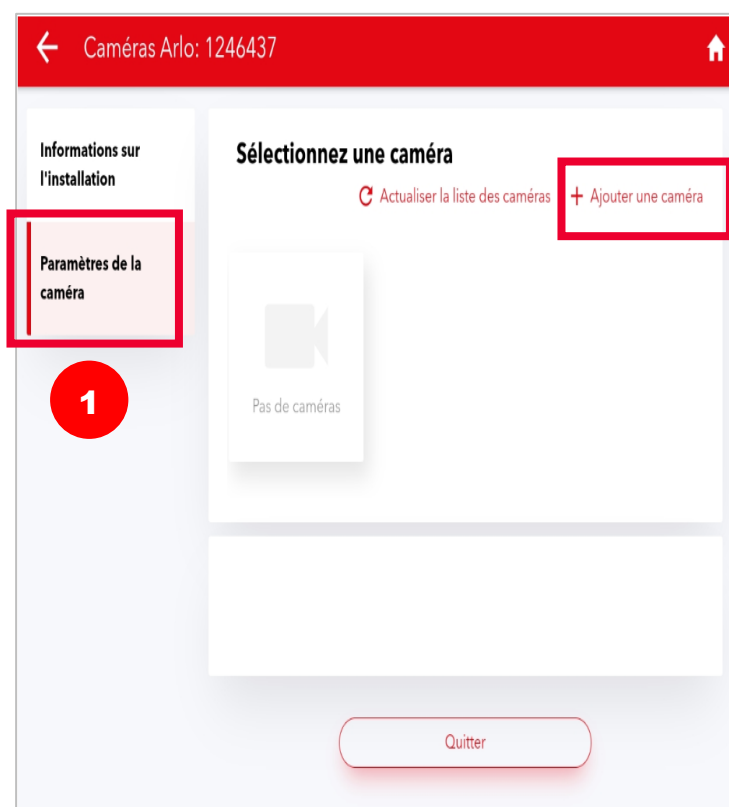 Caméras Arlo: 1246437
Informations sur
l'installation
Paramètres de la
caméra
1
Sélectionnez une caméra
Actualiser la liste des caméras
+ Ajouter une caméra
Pas de caméras
Quitter